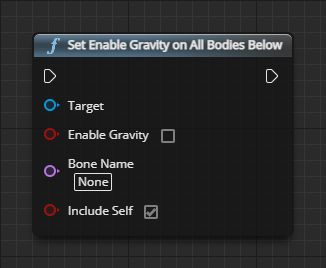 Set Enable Gravity on All Bodies Below
Target
Enable Gravity
Bone Name
None
Include Self